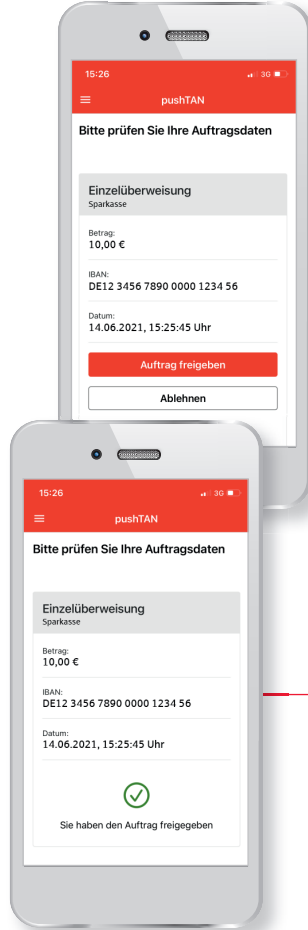 15:26
3G
pushTAN
Bitte prüfen Sie Ihre Auftragsdaten
Einzelüberweisung
Sparkasse
Betrag:
10,00 €
IBAN:
DE12 3456 7890 0000 1234 56
Datum:
14.06.2021, 15:25:45 Uhr
Auftrag freigeben
Ablehnen
15:26
3G
pushTAN
Bitte prüfen Sie Ihre Auftragsdaten
Einzelüberweisung
Sparkasse
Betrag:
10,00 €
IBAN:
DE12 3456 7890 0000 1234 56
Datum:
14.06.2021, 15:25:45 Uhr
Sie haben den Auftrag freigegeben